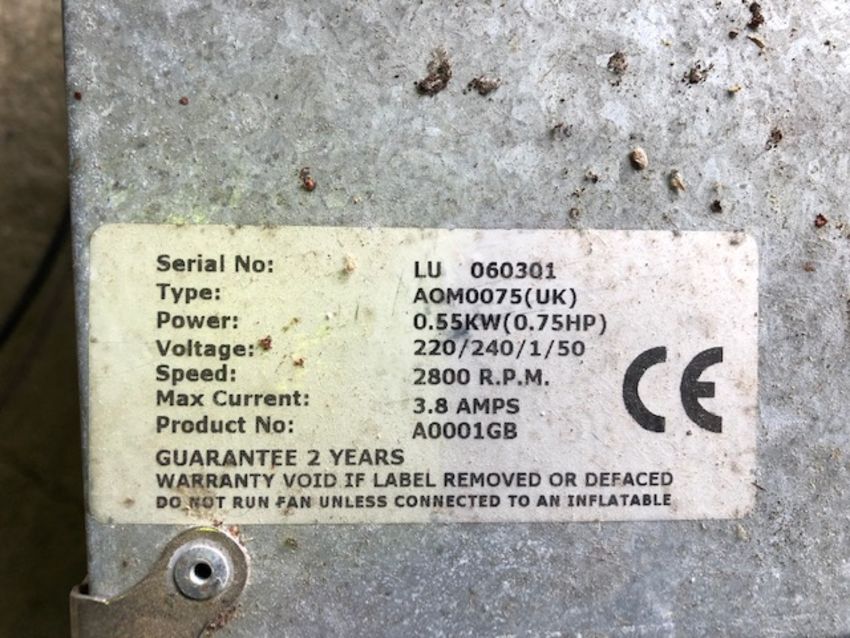 Serial No: LU 060301
Type: AOM0075(UK)
Power: 0.55KW(0.75HP)
Voltage: 220/240/1/50
Speed: 2800 R.P.M.
Max Current: 3.8 AMPS
Product No: A0001GB
CE
GUARANTEE 2 YEARS
WARRANTY VOID IF LABEL REMOVED OR DEFACED
DO NOT RUN FAN UNLESS CONNECTED TO AN INFLATABLE